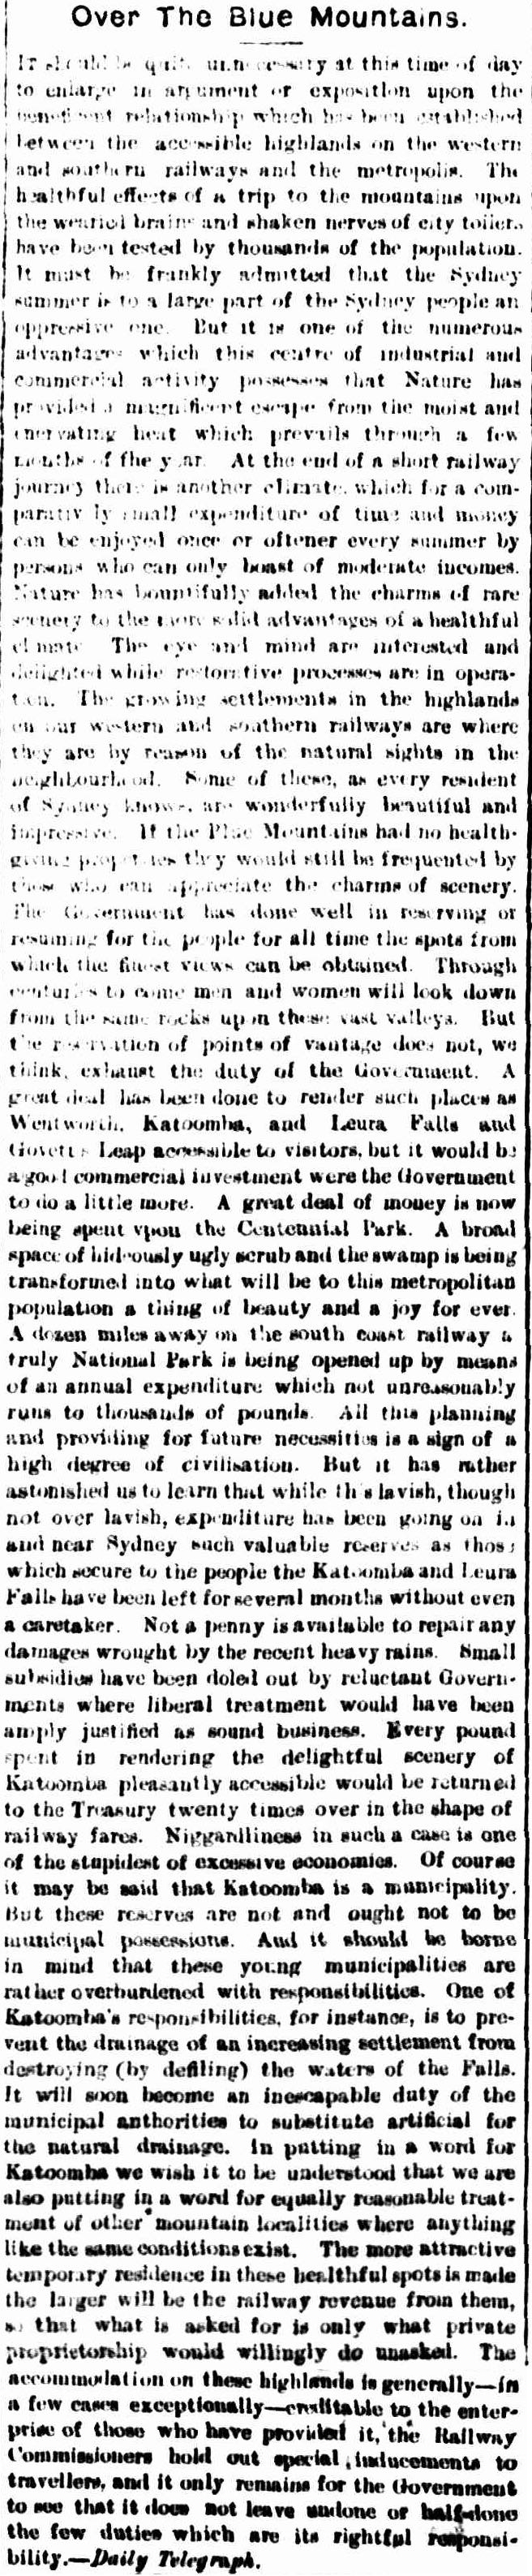 Over The Blue Mountains.
It should be quite unnecessary at this time of day
to enlarge in argument or exposition upon the
beneficent relationship which has been established
between the accessible highlands on the western
and southern railways and the metropolis. The
healthful effects of a trip to the mountains upon
the wearied brains and shaken nerves of city toilers
have been tested by thousands of the population.
It must be frankly admitted that the Sydney
summer is to a large part of the Sydney people an
oppressive one. But it is one of the numerous
advantages which this centre of industrial and
commercial activity possesses that Nature has
provided a magnificent escape from the moist and
enervating heat which prevails through a few
months of the year. At the end of a short railway
journey there is another climate, which for a com-
parativ ly small expenditure of time and money
can be enjoyed once or oftener every summer by
persons who can only boast of moderate incomes.
Nature has bountifully added the charms of rare
scenery to the more solid advantages of a healthful
climate. The eye and mind are interested and
delighted while restorative processes are in opera-
tion. The growing settlements in the highlands
on our western and southern railways are where
they are by reason of the natural sights in the
neighbourhood. Some of these, as every resident
of Sydney knows, are wonderfully beautiful and
impressive. If the Blue Mountains had no health-
giving properties they would still be frequented by
those who can appreciate the charms of scenery.
The Government has done well in reserving or
resuming for the people for all time the spots from
which the finest views can be obtained. Through
centuries to come men and women will look down
from the same rocks upon these vast valleys. But
the reservation of points of vantage does not, we
think, exhaust the duty of the Government. A
great deal has been done to render such places as
Wentworth, Katoomba, and Leura Falls and
Govetts Leap accessible to visitors, but it would be
a good commercial investment were the Government
to do a little more. A great deal of money is now
being spent vpou the Centennial Park. A broad
space of hideously ugly scrub and the swamp is being
transformed into what will be to this metropolitan
population a thing of beauty and a joy for ever.
A dozen miles away on the south coast railway a
truly National Park is being opened up by means
of an annual expenditure which not unreasonably
runs to thousands of pounds. All this planning
and providing for future necessities is a sign of a
high degree of civilisation. But it has rather
astonished us to learn that while this lavish, though
not over lavish, expenditure has been going on in
and near Sydney such valuable reserves as those
which secure to the people the Katoomba and Leura
Falls have been left for several months without even
a caretaker. Not a penny is available to repair any
damages wrought by the recent heavy rains. Small
subsidies have been doled out by reluctant Govern-
ments where liberal treatment would have been
amply justified as sound business. Every pound
spent in rendering the delightful scenery of
Katoomba pleasantly accessible would be returned
to the Treasury twenty times over in the shape of
railway fares. Niggardliness in such a case is one
of the stupidest of excessive economies. Of course
it may be said that Katoomba is a municipality.
But these reserves are not and ought not to be
municipal possessions. And it should be borne
in mind that these young municipalities are
rather overburdened with responsibilities. One of
Katoomba's responsibilities, for instance, is to pre-
vent the drainage of an increasing settlement from
destroying (by defiling) the waters of the Falls.
It will soon become an inescapable duty of the
municipal anthorities to substitute artificial for
the natural drainage. In putting in a word for
Katoomba we wish it to be understood that we are
also putting in a word for equally reasonable treat-
ment of other mountain localities where anything
like the same conditions exist. The more attractive
temporary residence in these healthful spots is made
the larger will be the railway revenue from them,
so that what is asked for is only what private
proprietorship would willingly do unasked. The
accommodation on these highlands is generally—in
a few cases exceptionally—creditable to the enter-
prise of those who have provided it, the Railway
Commissioners hold out special inducements to
travellers, and it only remains for the Government
to see that it does not leave undone or half-done
the few duties which are its rightful responsi-
bility.—Daily Telegraph.